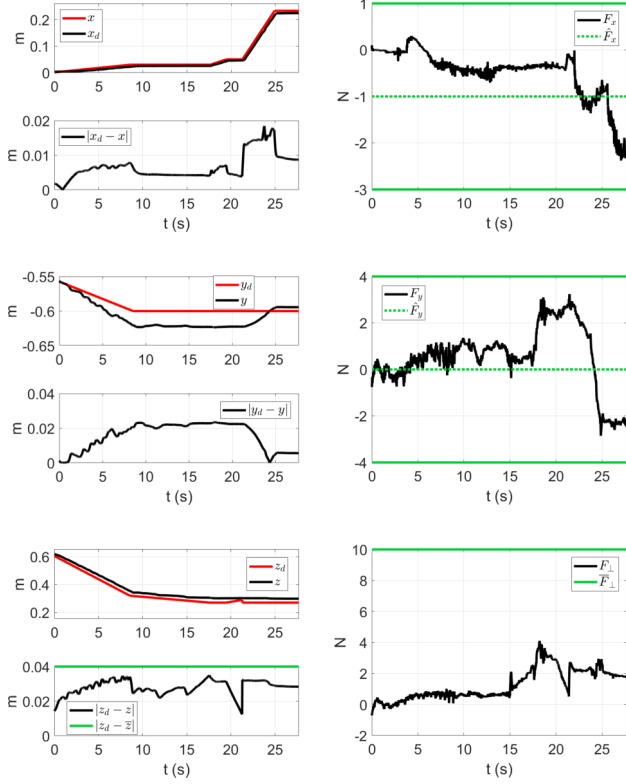 0.2
0.1
0
m
x
x_d
0 5 10 15 20 25
0.02
0.01
0
m
|x_d − x|
0 5 10 15 20 25
t (s)
1
0
-1
-2
-3
N
F_x
F̂_x
0 5 10 15 20 25
t (s)
-0.55
-0.6
-0.65
m
y_d
y
0 5 10 15 20 25
0.04
0.02
0
m
|y_d − y|
0 5 10 15 20 25
t (s)
4
2
0
-2
-4
N
F_y
F̂_y
0 5 10 15 20 25
t (s)
0.6
0.4
0.2
m
z_d
z
0 5 10 15 20 25
0.04
0.02
0
m
|z_d − z|
|z_d − z̅|
0 5 10 15 20 25
t (s)
10
8
6
4
2
0
-2
N
F_⊥
F̅_⊥
0 5 10 15 20 25
t (s)